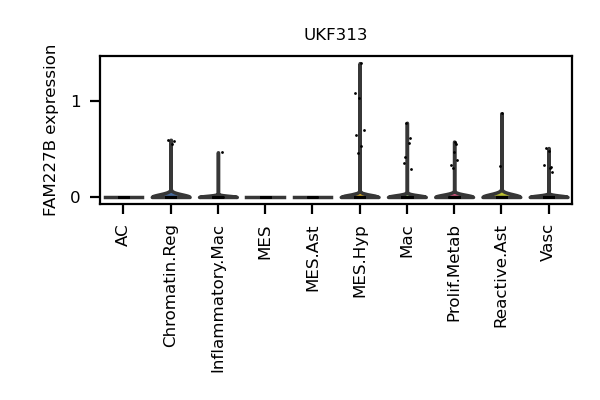 UKF313
FAM227B expression
1
0
AC
Chromatin.Reg
Inflammatory.Mac
MES
MES.Ast
MES.Hyp
Mac
Prolif.Metab
Reactive.Ast
Vasc